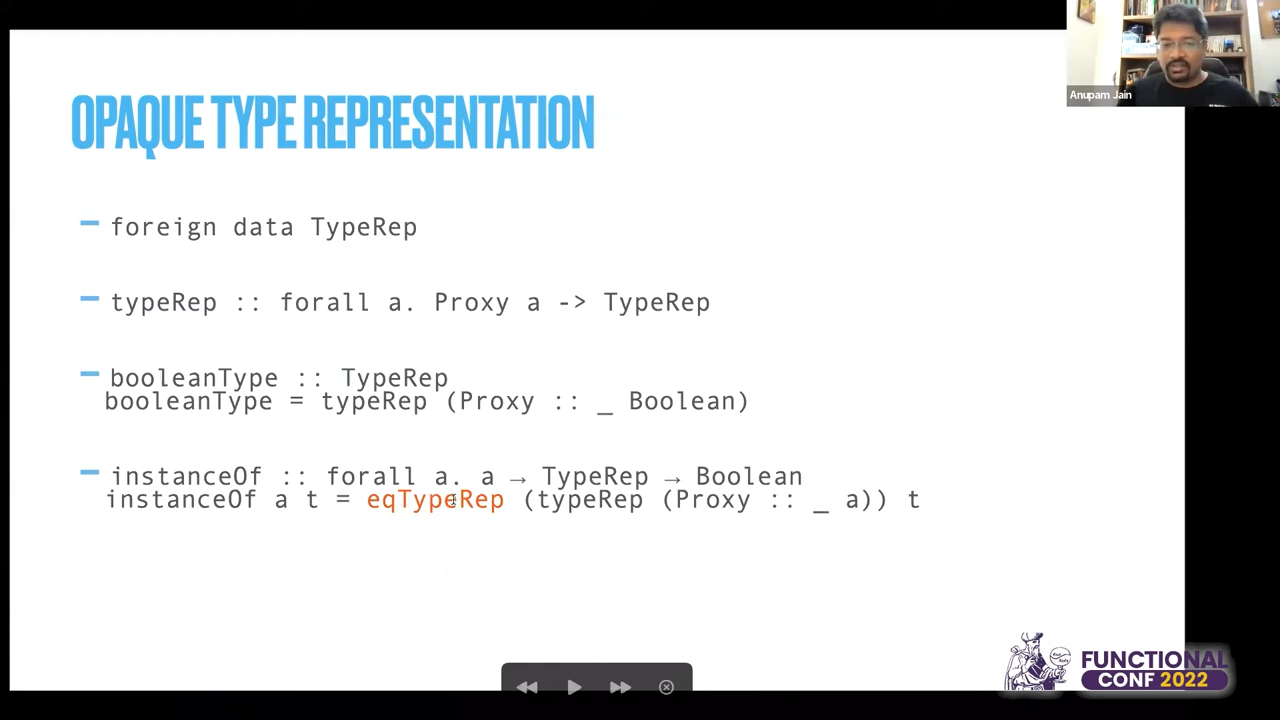 Anupam Jain
OPAQUE TYPE REPRESENTATION
foreign data TypeRep
typeRep :: forall a. Proxy a -> TypeRep
booleanType :: TypeRep
booleanType = typeRep (Proxy :: _ Boolean)
instanceOf :: forall a. a → TypeRep → Boolean
instanceOf a t = eqTypeRep (typeRep (Proxy :: _ a)) t
FUNCTIONAL
CONF 2022